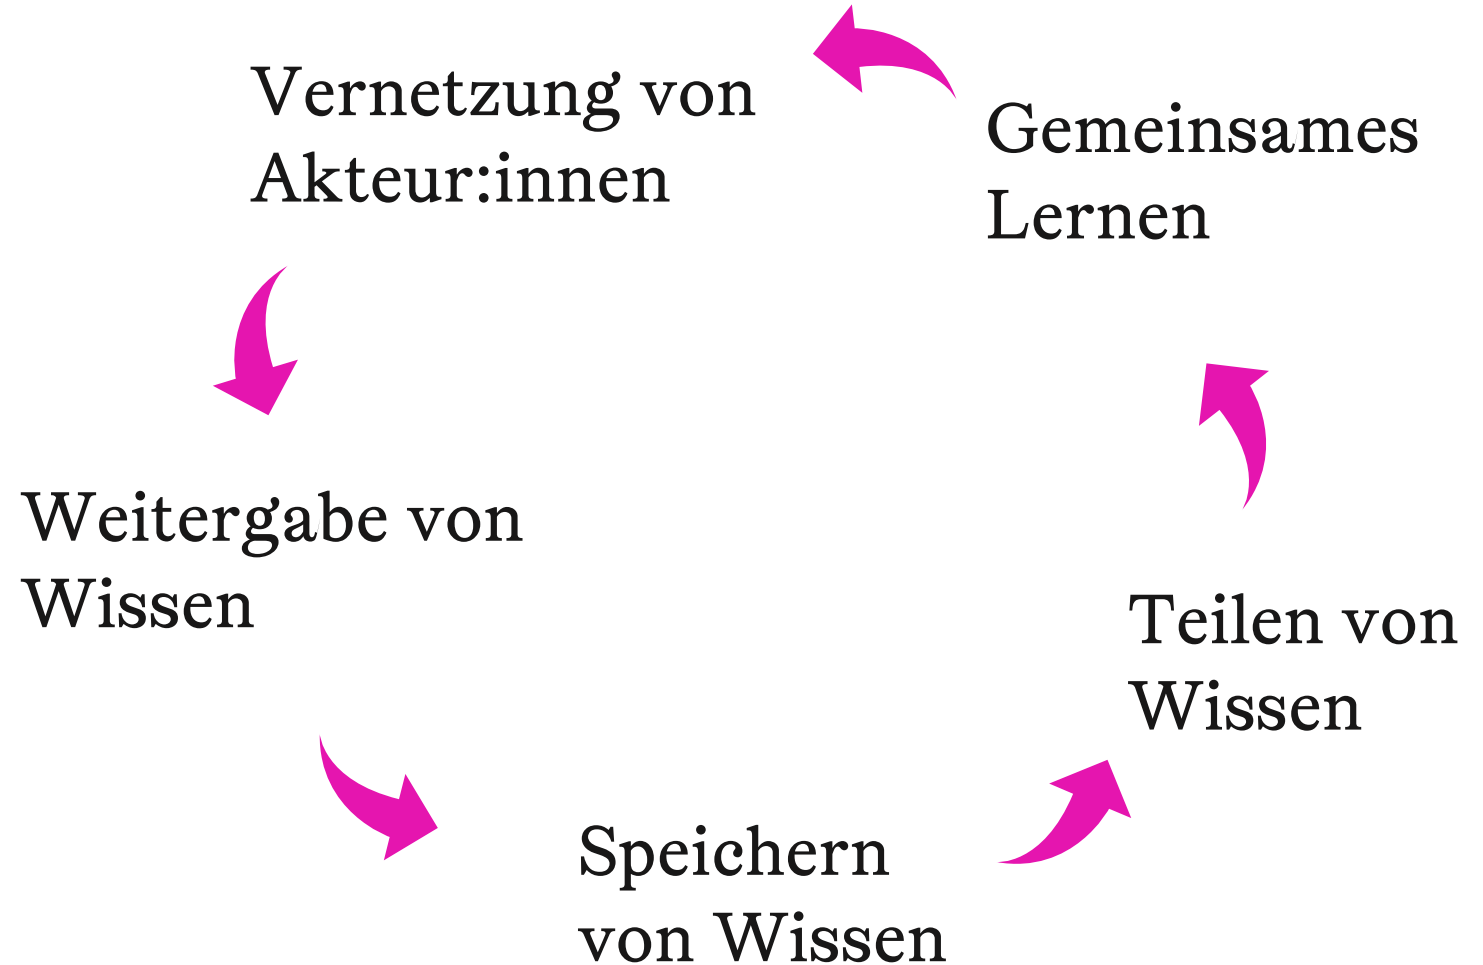 Vernetzung von
Akteur:innen
Gemeinsames
Lernen
Weitergabe von
Wissen
Teilen von
Wissen
Speichern
von Wissen